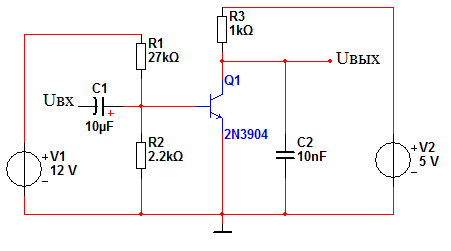 R3
1kΩ
R1
27kΩ
Uвых
Q1
C1
Uвх
+
10µF
2N3904
R2
2.2kΩ
C2
10nF
+ V1
12 V
−
+ V2
5 V
−